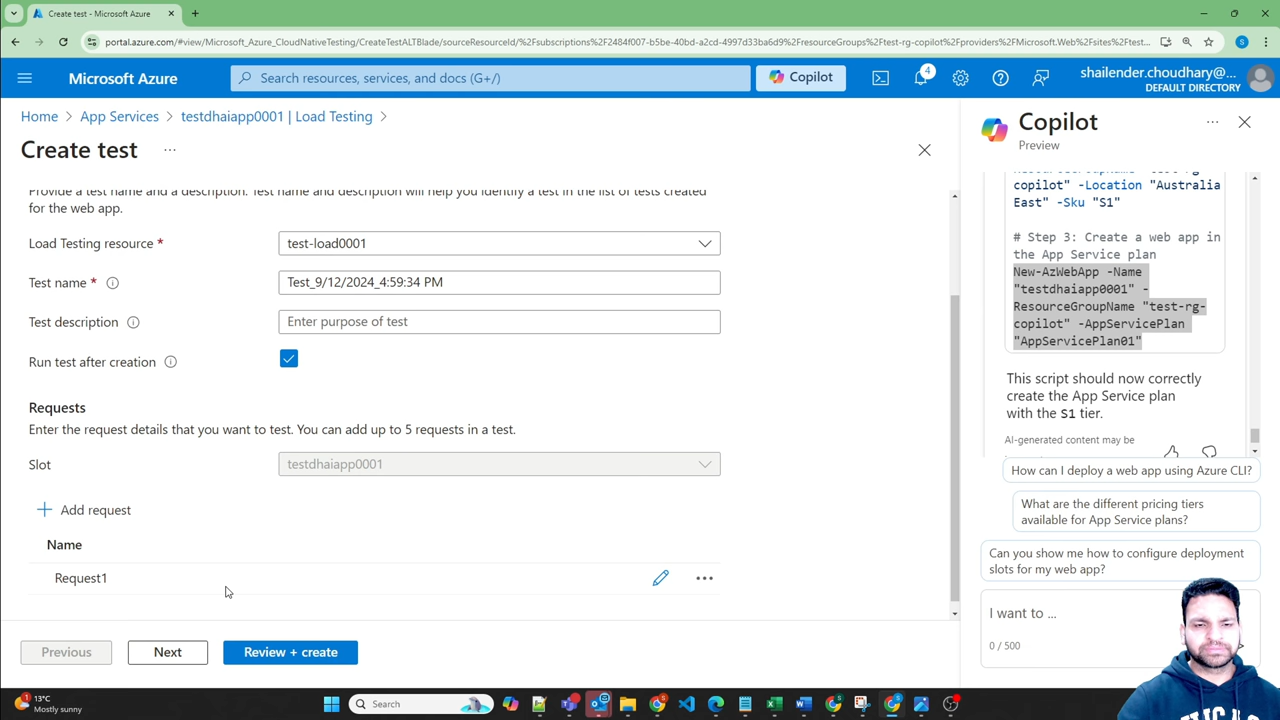 Create test - Microsoft Azure
portal.azure.com/#view/Microsoft_Azure_CloudNativeTesting/CreateTestALTBlade/sourceResourceId/%2Fsubscriptions%2F2484f007-b5be-40bd-a2cd-4997d33ba6d9%2FresourceGroups%2Ftest-rg-copilot%2Fproviders%2FMicrosoft.Web%2Fsites%2Ftest...
S
Microsoft Azure
Search resources, services, and docs (G+/)
Copilot
4
shailender.choudhary@...
DEFAULT DIRECTORY
Home > App Services > testdhaiapp0001 | Load Testing >
Create test ...
Provide a test name and a description. Test name and description will help you identify a test in the list of tests created
for the web app.
Load Testing resource *
test-load0001
Test name *
Test_9/12/2024_4:59:34 PM
Test description
Enter purpose of test
Run test after creation
Requests
Enter the request details that you want to test. You can add up to 5 requests in a test.
Slot
testdhaiapp0001
Add request
Name
Request1
Previous
Next
Review + create
Copilot
Preview
copilot" -Location "Australia
East" -Sku "S1"
# Step 3: Create a web app in
the App Service plan
New-AzWebApp -Name
"testdhaiapp0001" -
ResourceGroupName "test-rg-
copilot" -AppServicePlan
"AppServicePlan01"
This script should now correctly
create the App Service plan
with the S1 tier.
AI-generated content may be
How can I deploy a web app using Azure CLI?
What are the different pricing tiers
available for App Service plans?
Can you show me how to configure deployment
slots for my web app?
I want to ...
0 / 500
1
13°C
Mostly sunny
Search